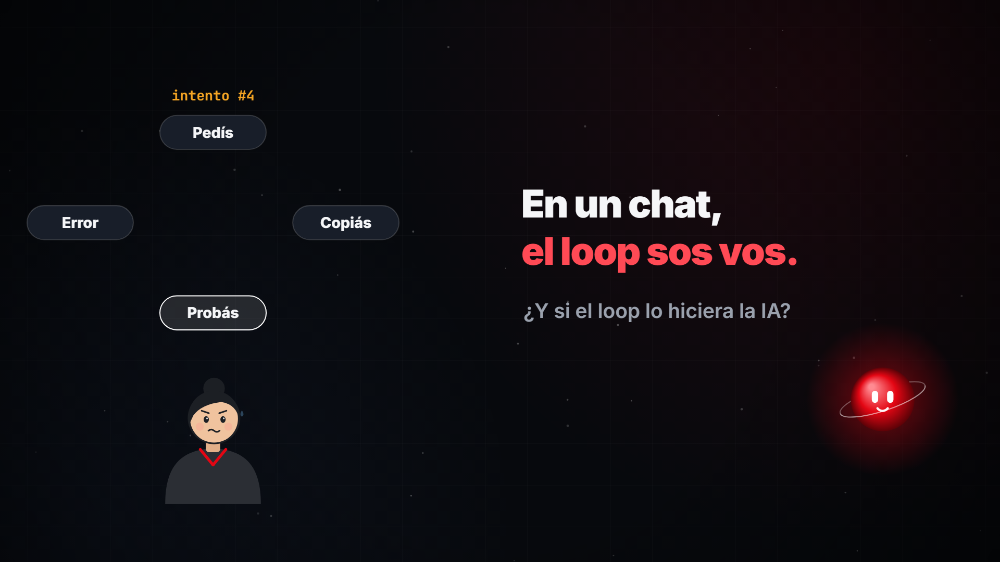 intento #4
Pedís
Error
Copiás
Probás
En un chat,
el loop sos vos.
¿Y si el loop lo hiciera la IA?